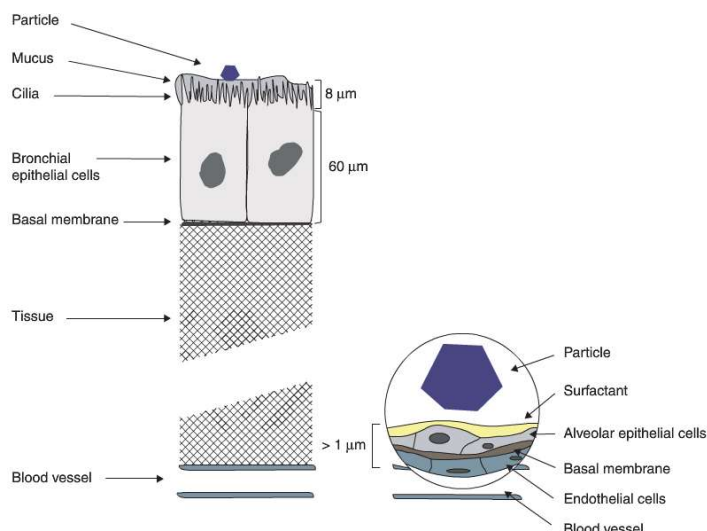 Particle
Mucus
Cilia
8 µm
Bronchial
epithelial cells
60 µm
Basal membrane
Tissue
Blood vessel
> 1 µm
Particle
Surfactant
Alveolar epithelial cells
Basal membrane
Endothelial cells
Blood vessel